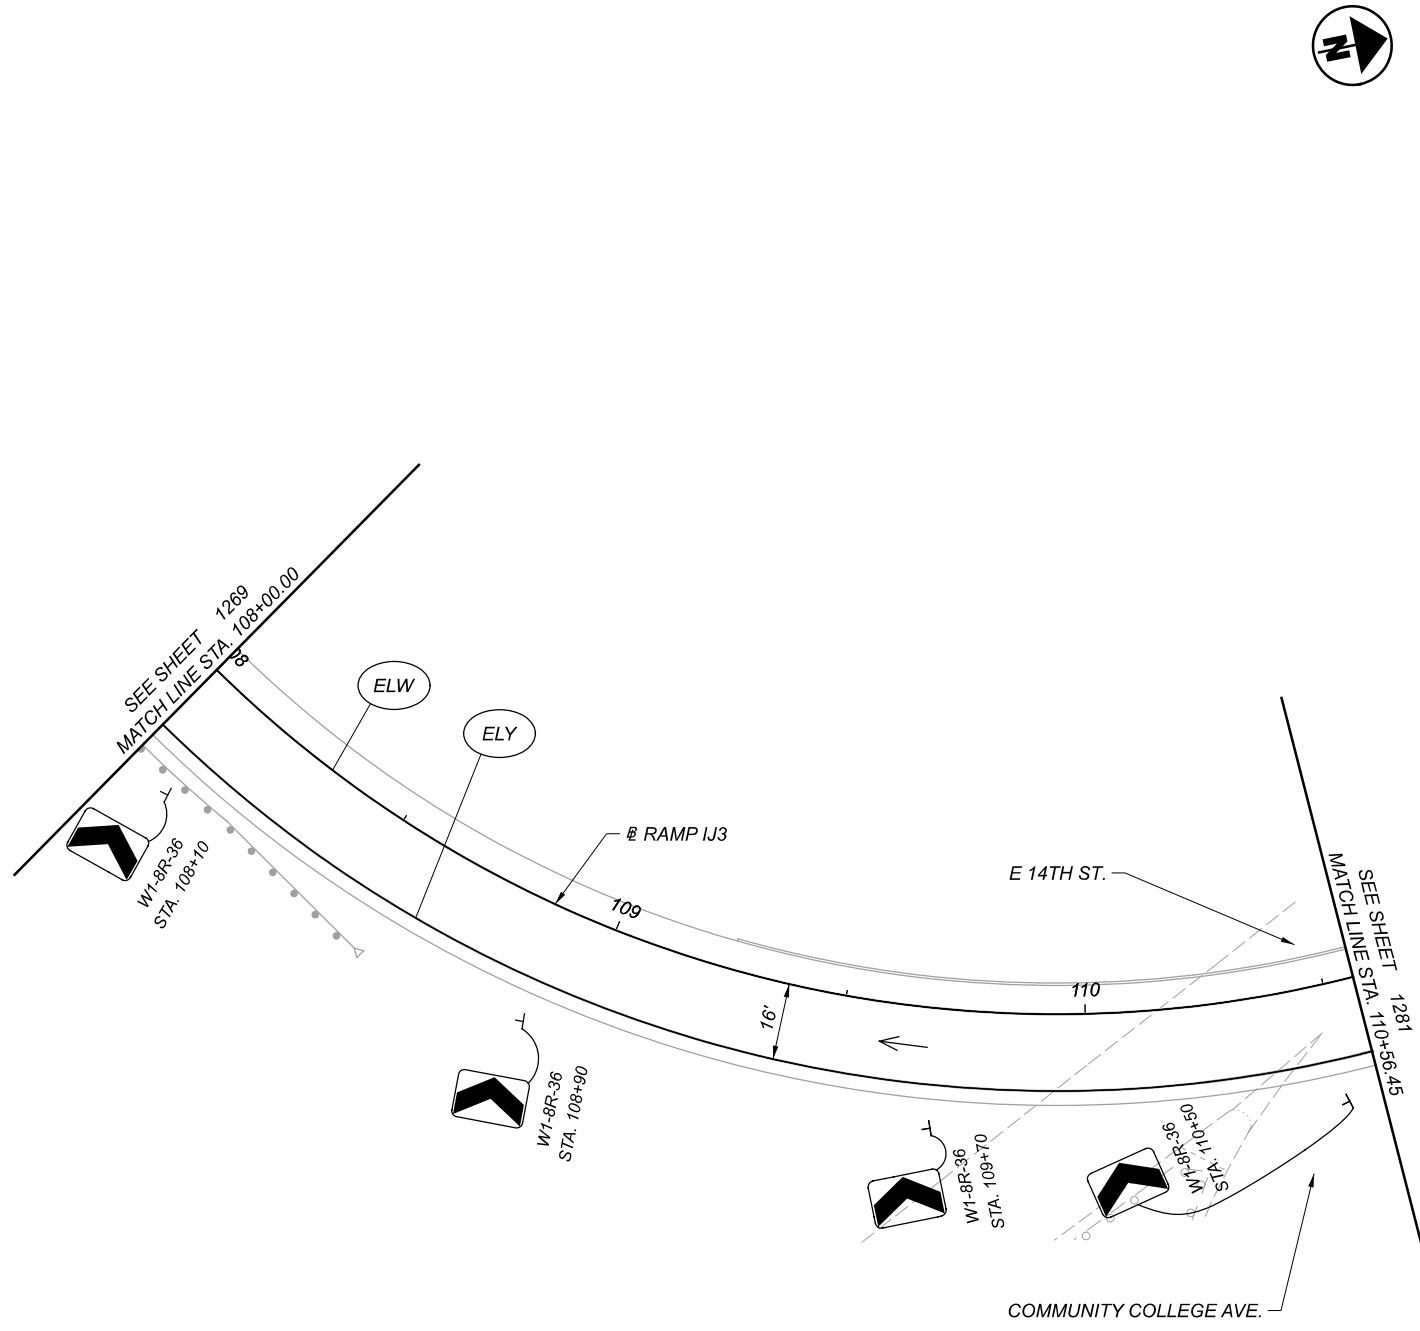 N
SEE SHEET 1269
MATCH LINE STA. 108+00.00
08
ELW
ELY
W1-8R-36
STA. 108+10
℄ RAMP IJ3
109
E 14TH ST.
SEE SHEET 1281
MATCH LINE STA. 110+56.45
110
16'
W1-8R-36
STA. 108+90
W1-8R-36
STA. 109+70
W1-8R-36
STA. 110+50
COMMUNITY COLLEGE AVE.